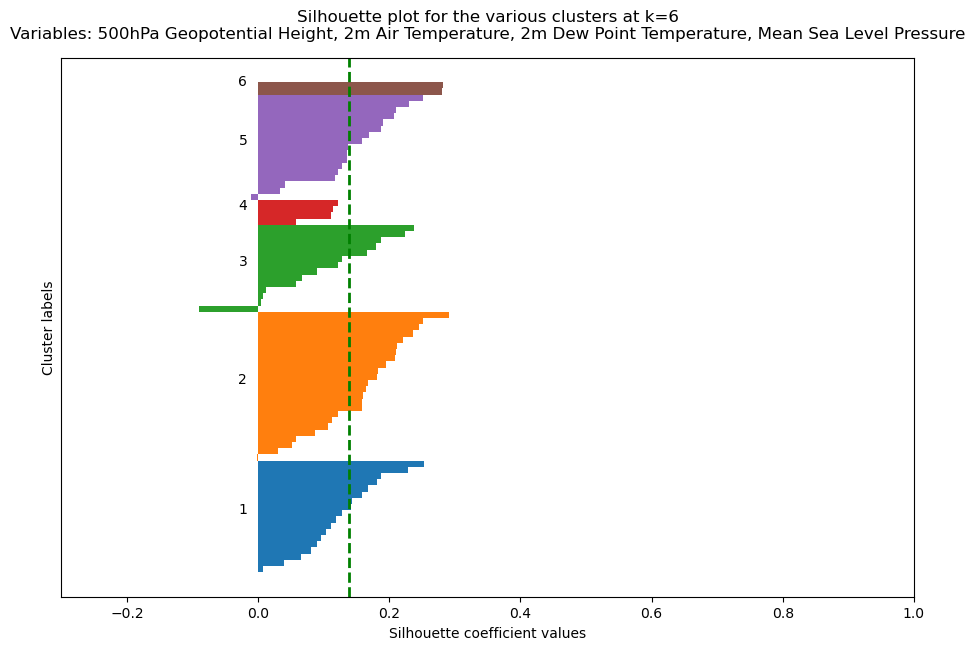 Silhouette plot for the various clusters at k=6
Variables: 500hPa Geopotential Height, 2m Air Temperature, 2m Dew Point Temperature, Mean Sea Level Pressure
6
5
4
3
2
1
Cluster labels
−0.2 0.0 0.2 0.4 0.6 0.8 1.0
Silhouette coefficient values